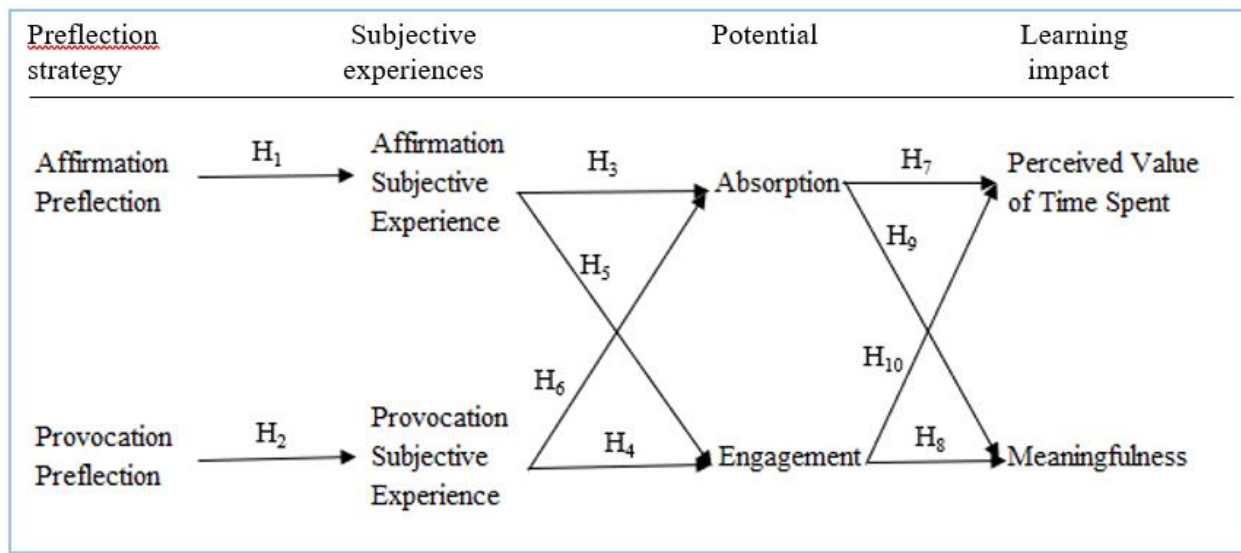 Preflection
strategy
Subjective
experiences
Potential
Learning
impact
Affirmation
Preflection
H1
Affirmation
Subjective
Experience
H3
Absorption
H7
Perceived Value
of Time Spent
H5
H9
H6
H10
Provocation
Preflection
H2
Provocation
Subjective
Experience
H4
Engagement
H8
Meaningfulness